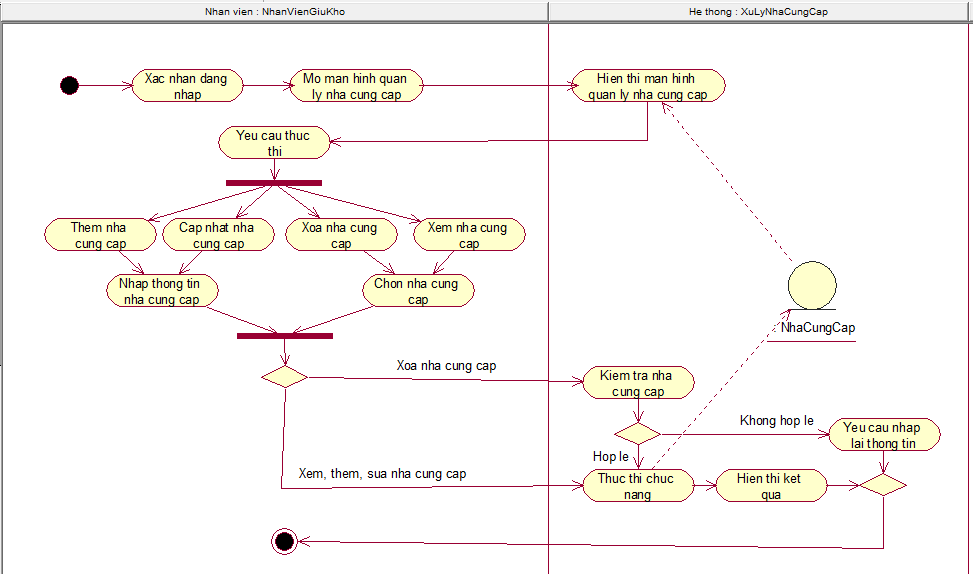 Nhan vien : NhanVienGiuKho
He thong : XuLyNhaCungCap
Xac nhan dang
nhap
Mo man hinh quan
ly nha cung cap
Hien thi man hinh
quan ly nha cung cap
Yeu cau thuc
thi
Them nha
cung cap
Cap nhat nha
cung cap
Xoa nha cung
cap
Xem nha cung
cap
Nhap thong tin
nha cung cap
Chon nha cung
cap
NhaCungCap
Xoa nha cung cap
Kiem tra nha
cung cap
Khong hop le
Yeu cau nhap
lai thong tin
Hop le
Xem, them, sua nha cung cap
Thuc thi chuc
nang
Hien thi ket
qua